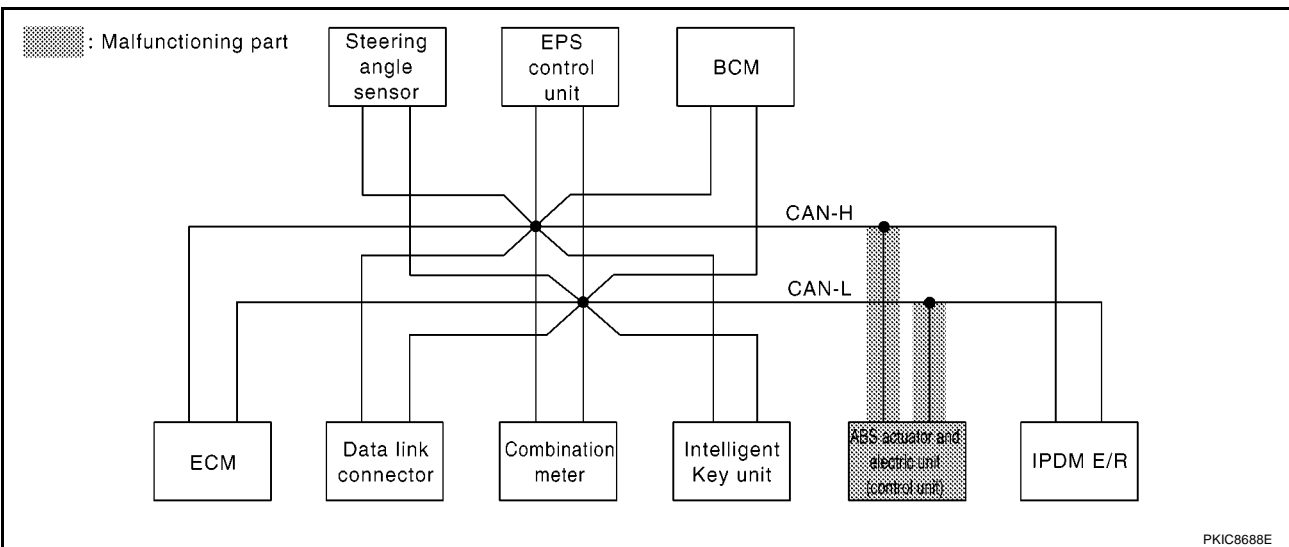 : Malfunctioning part
Steering
angle
sensor
EPS
control
unit
BCM
CAN-H
CAN-L
ECM
Data link
connector
Combination
meter
Intelligent
Key unit
ABS actuator and
electric unit
(control unit)
IPDM E/R
PKIC8688E